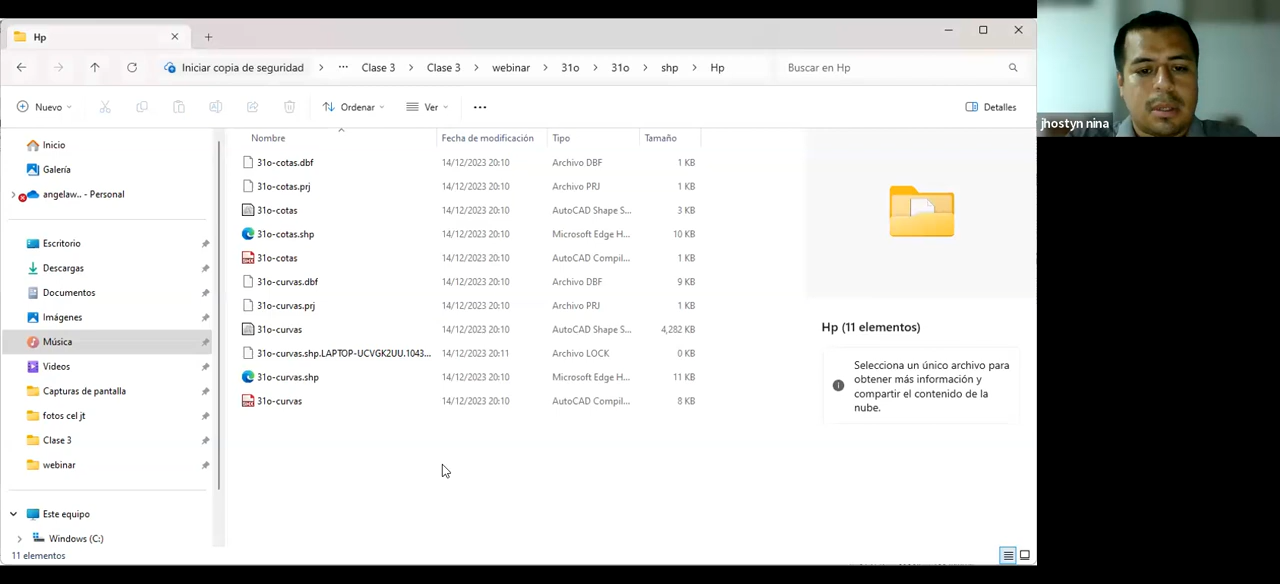 Hp
Iniciar copia de seguridad > ... Clase 3 > Clase 3 > webinar > 31o > 31o > shp > Hp
Buscar en Hp
Nuevo
Ordenar
Ver
...
Detalles
jhostyn nina
Nombre Fecha de modificación Tipo Tamaño
31o-cotas.dbf 14/12/2023 20:10 Archivo DBF 1 KB
31o-cotas.prj 14/12/2023 20:10 Archivo PRJ 1 KB
31o-cotas 14/12/2023 20:10 AutoCAD Shape S... 3 KB
31o-cotas.shp 14/12/2023 20:10 Microsoft Edge H... 10 KB
31o-cotas 14/12/2023 20:10 AutoCAD Compil... 1 KB
31o-curvas.dbf 14/12/2023 20:10 Archivo DBF 9 KB
31o-curvas.prj 14/12/2023 20:10 Archivo PRJ 1 KB
31o-curvas 14/12/2023 20:10 AutoCAD Shape S... 4,282 KB
31o-curvas.shp.LAPTOP-UCVGK2UU.1043... 14/12/2023 20:11 Archivo LOCK 0 KB
31o-curvas.shp 14/12/2023 20:10 Microsoft Edge H... 11 KB
31o-curvas 14/12/2023 20:10 AutoCAD Compil... 8 KB
Inicio
Galería
angelaw... - Personal
Escritorio
Descargas
Documentos
Imágenes
Música
Videos
Capturas de pantalla
fotos cel jt
Clase 3
webinar
Este equipo
Windows (C:)
11 elementos
Hp (11 elementos)
Selecciona un único archivo para
obtener más información y
compartir el contenido de la
nube.